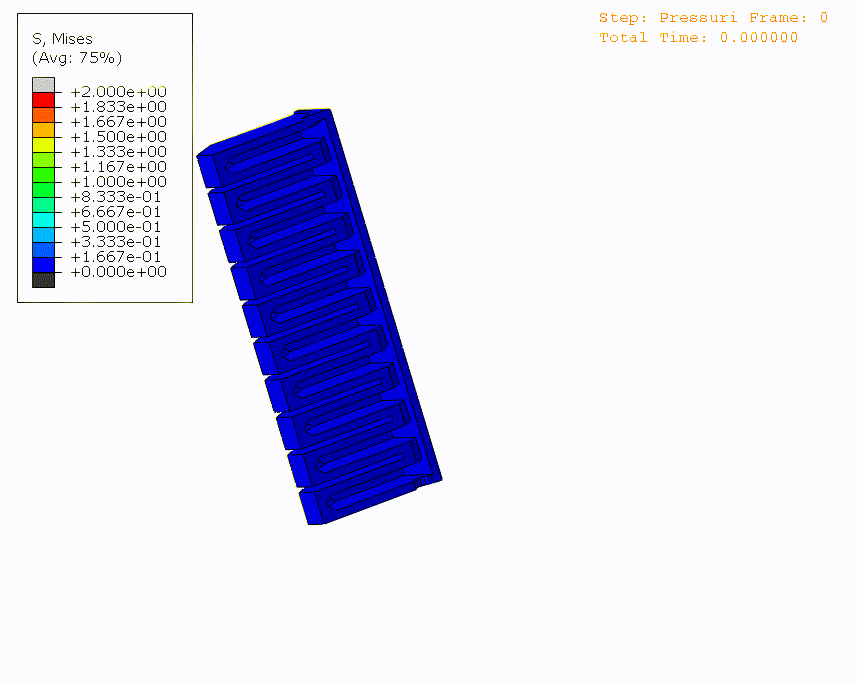 S, Mises
(Avg: 75%)
+2.000e+00
+1.833e+00
+1.667e+00
+1.500e+00
+1.333e+00
+1.167e+00
+1.000e+00
+8.333e-01
+6.667e-01
+5.000e-01
+3.333e-01
+1.667e-01
+0.000e+00
Step: Pressuri Frame: 0
Total Time: 0.000000